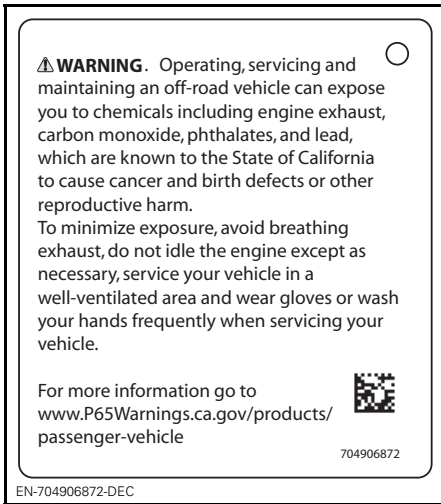 ⚠ WARNING. Operating, servicing and
maintaining an off-road vehicle can expose
you to chemicals including engine exhaust,
carbon monoxide, phthalates, and lead,
which are known to the State of California
to cause cancer and birth defects or other
reproductive harm.
To minimize exposure, avoid breathing
exhaust, do not idle the engine except as
necessary, service your vehicle in a
well-ventilated area and wear gloves or wash
your hands frequently when servicing your
vehicle.
For more information go to
www.P65Warnings.ca.gov/products/
passenger-vehicle
704906872
EN-704906872-DEC